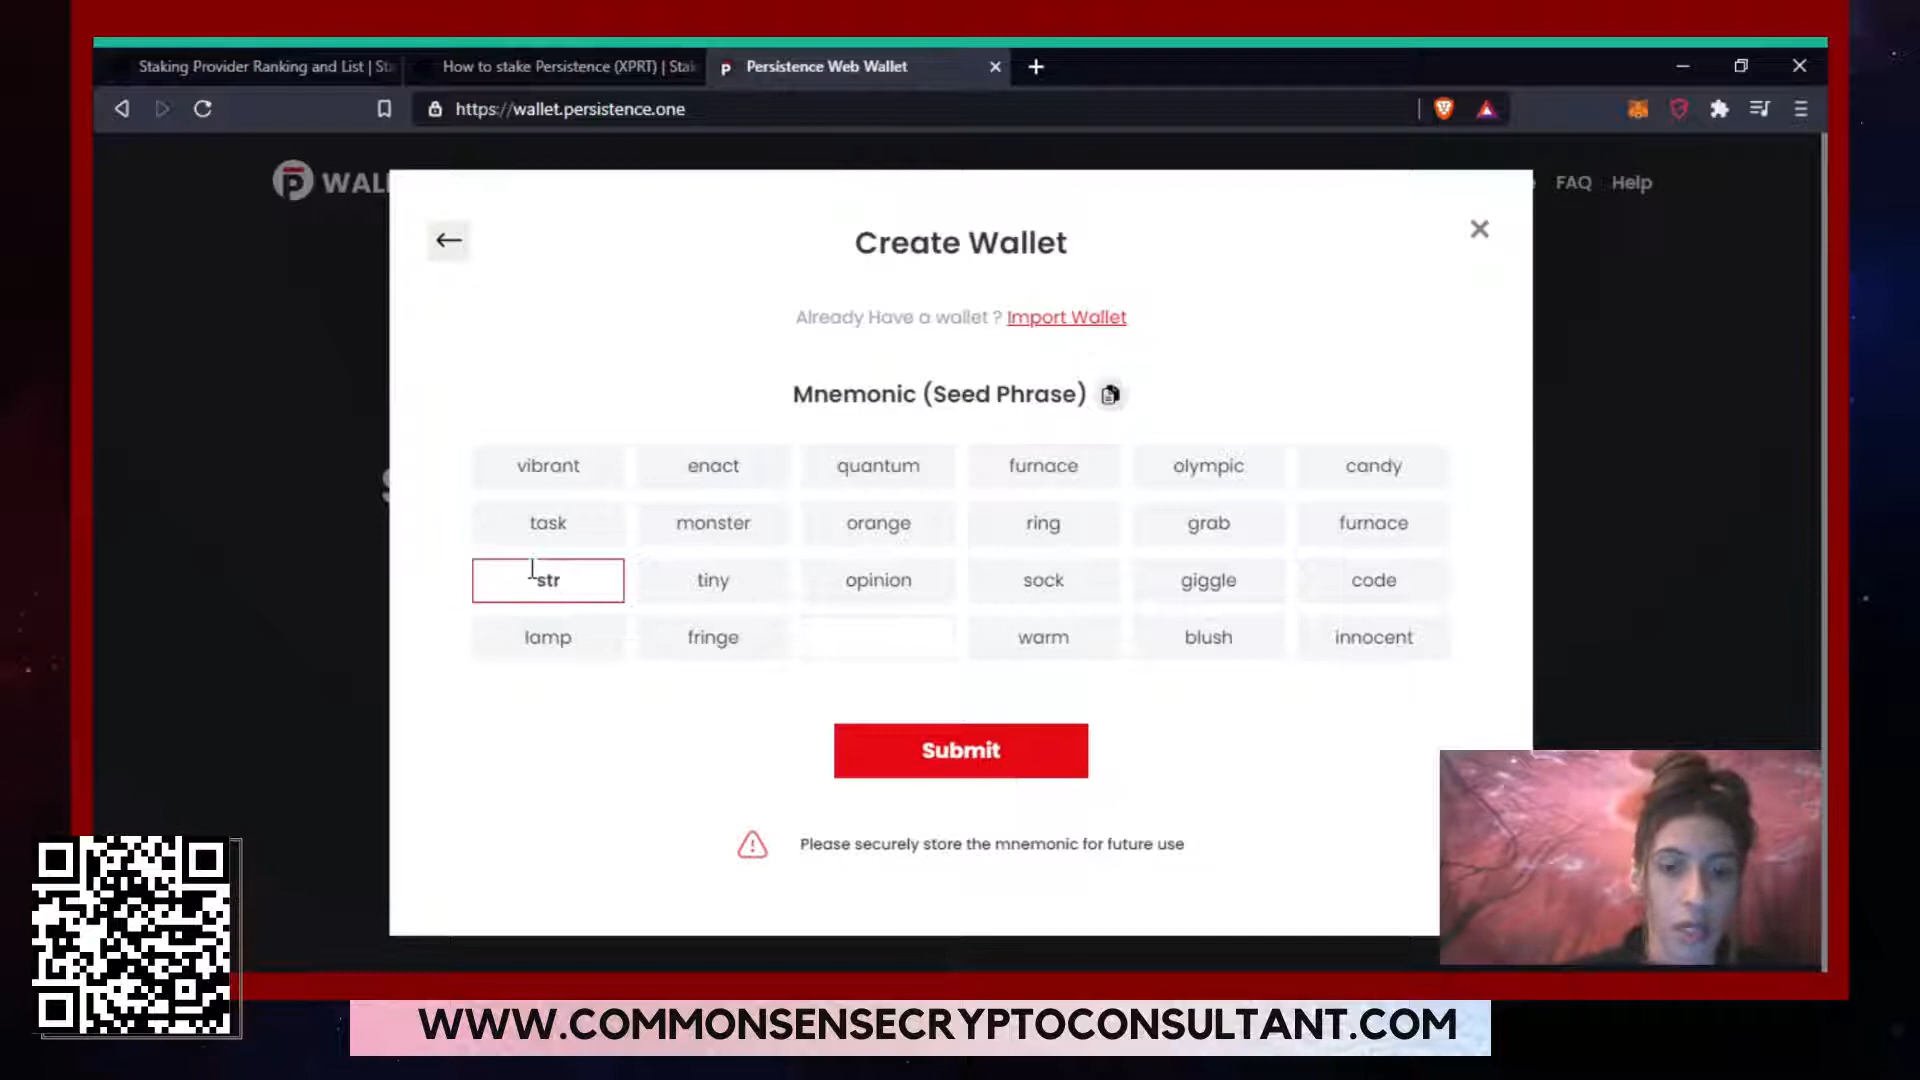 Staking Provider Ranking and List | Sta
How to stake Persistence (XPRT) | Stak
Persistence Web Wallet
https://wallet.persistence.one
FAQ Help
Create Wallet
Already Have a wallet ? Import Wallet
Mnemonic (Seed Phrase)
vibrant enact quantum furnace olympic candy
task monster orange ring grab furnace
str tiny opinion sock giggle code
lamp fringe warm blush innocent
Submit
Please securely store the mnemonic for future use
WWW.COMMONSENSECRYPTOCONSULTANT.COM